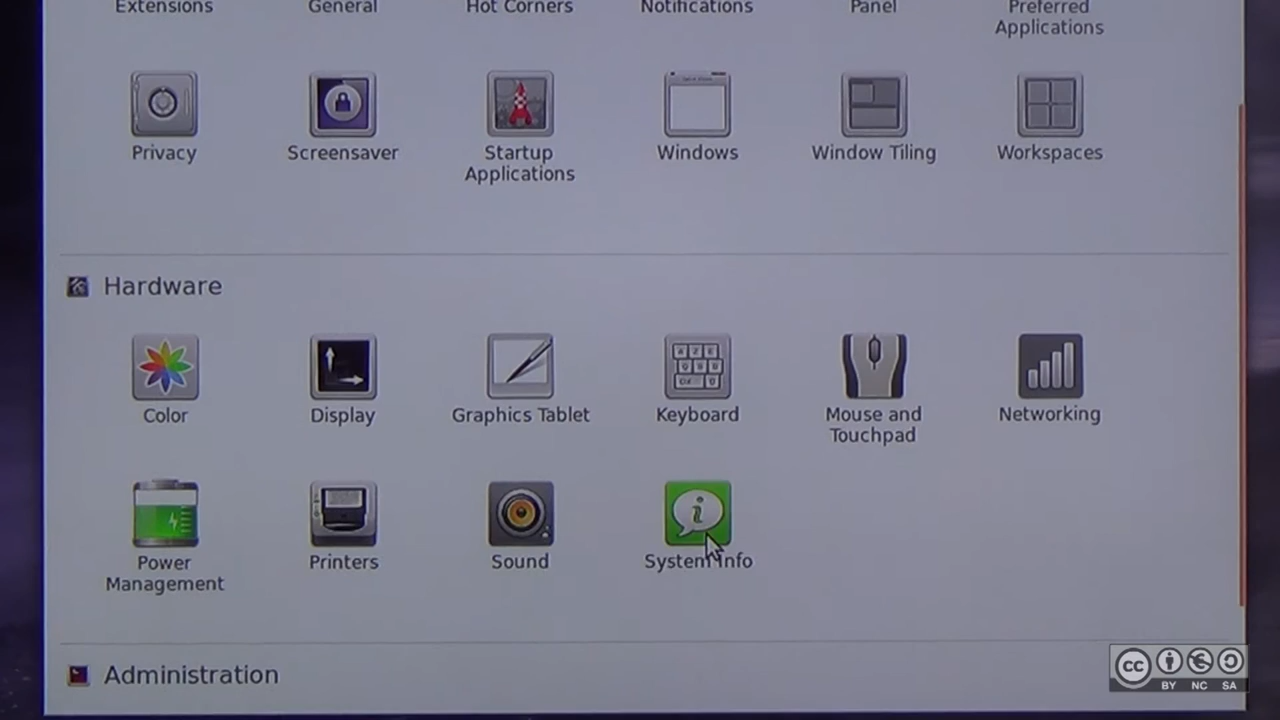 Extensions
General
Hot Corners
Notifications
Panel
Preferred
Applications
Privacy
Screensaver
Startup
Applications
Windows
Window Tiling
Workspaces
Hardware
Color
Display
Graphics Tablet
Keyboard
Mouse and
Touchpad
Networking
Power
Management
Printers
Sound
System Info
Administration
cc
BY NC SA